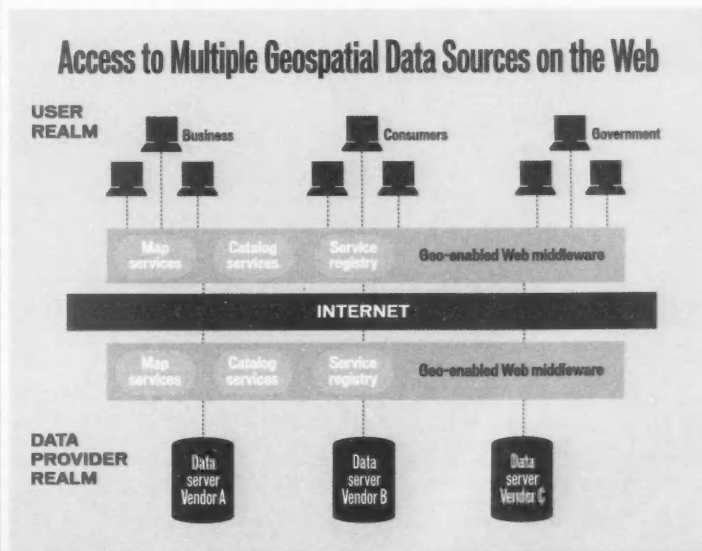 Access to Multiple Geospatial Data Sources on the Web
USER
REALM
Business
Consumers
Government
Map
services
Catalog
services
Service
registry
Geo-enabled Web middleware
INTERNET
Map
services
Catalog
services
Service
registry
Geo-enabled Web middleware
DATA
PROVIDER
REALM
Data
server
Vendor A
Data
server
Vendor B
Data
server
Vendor C